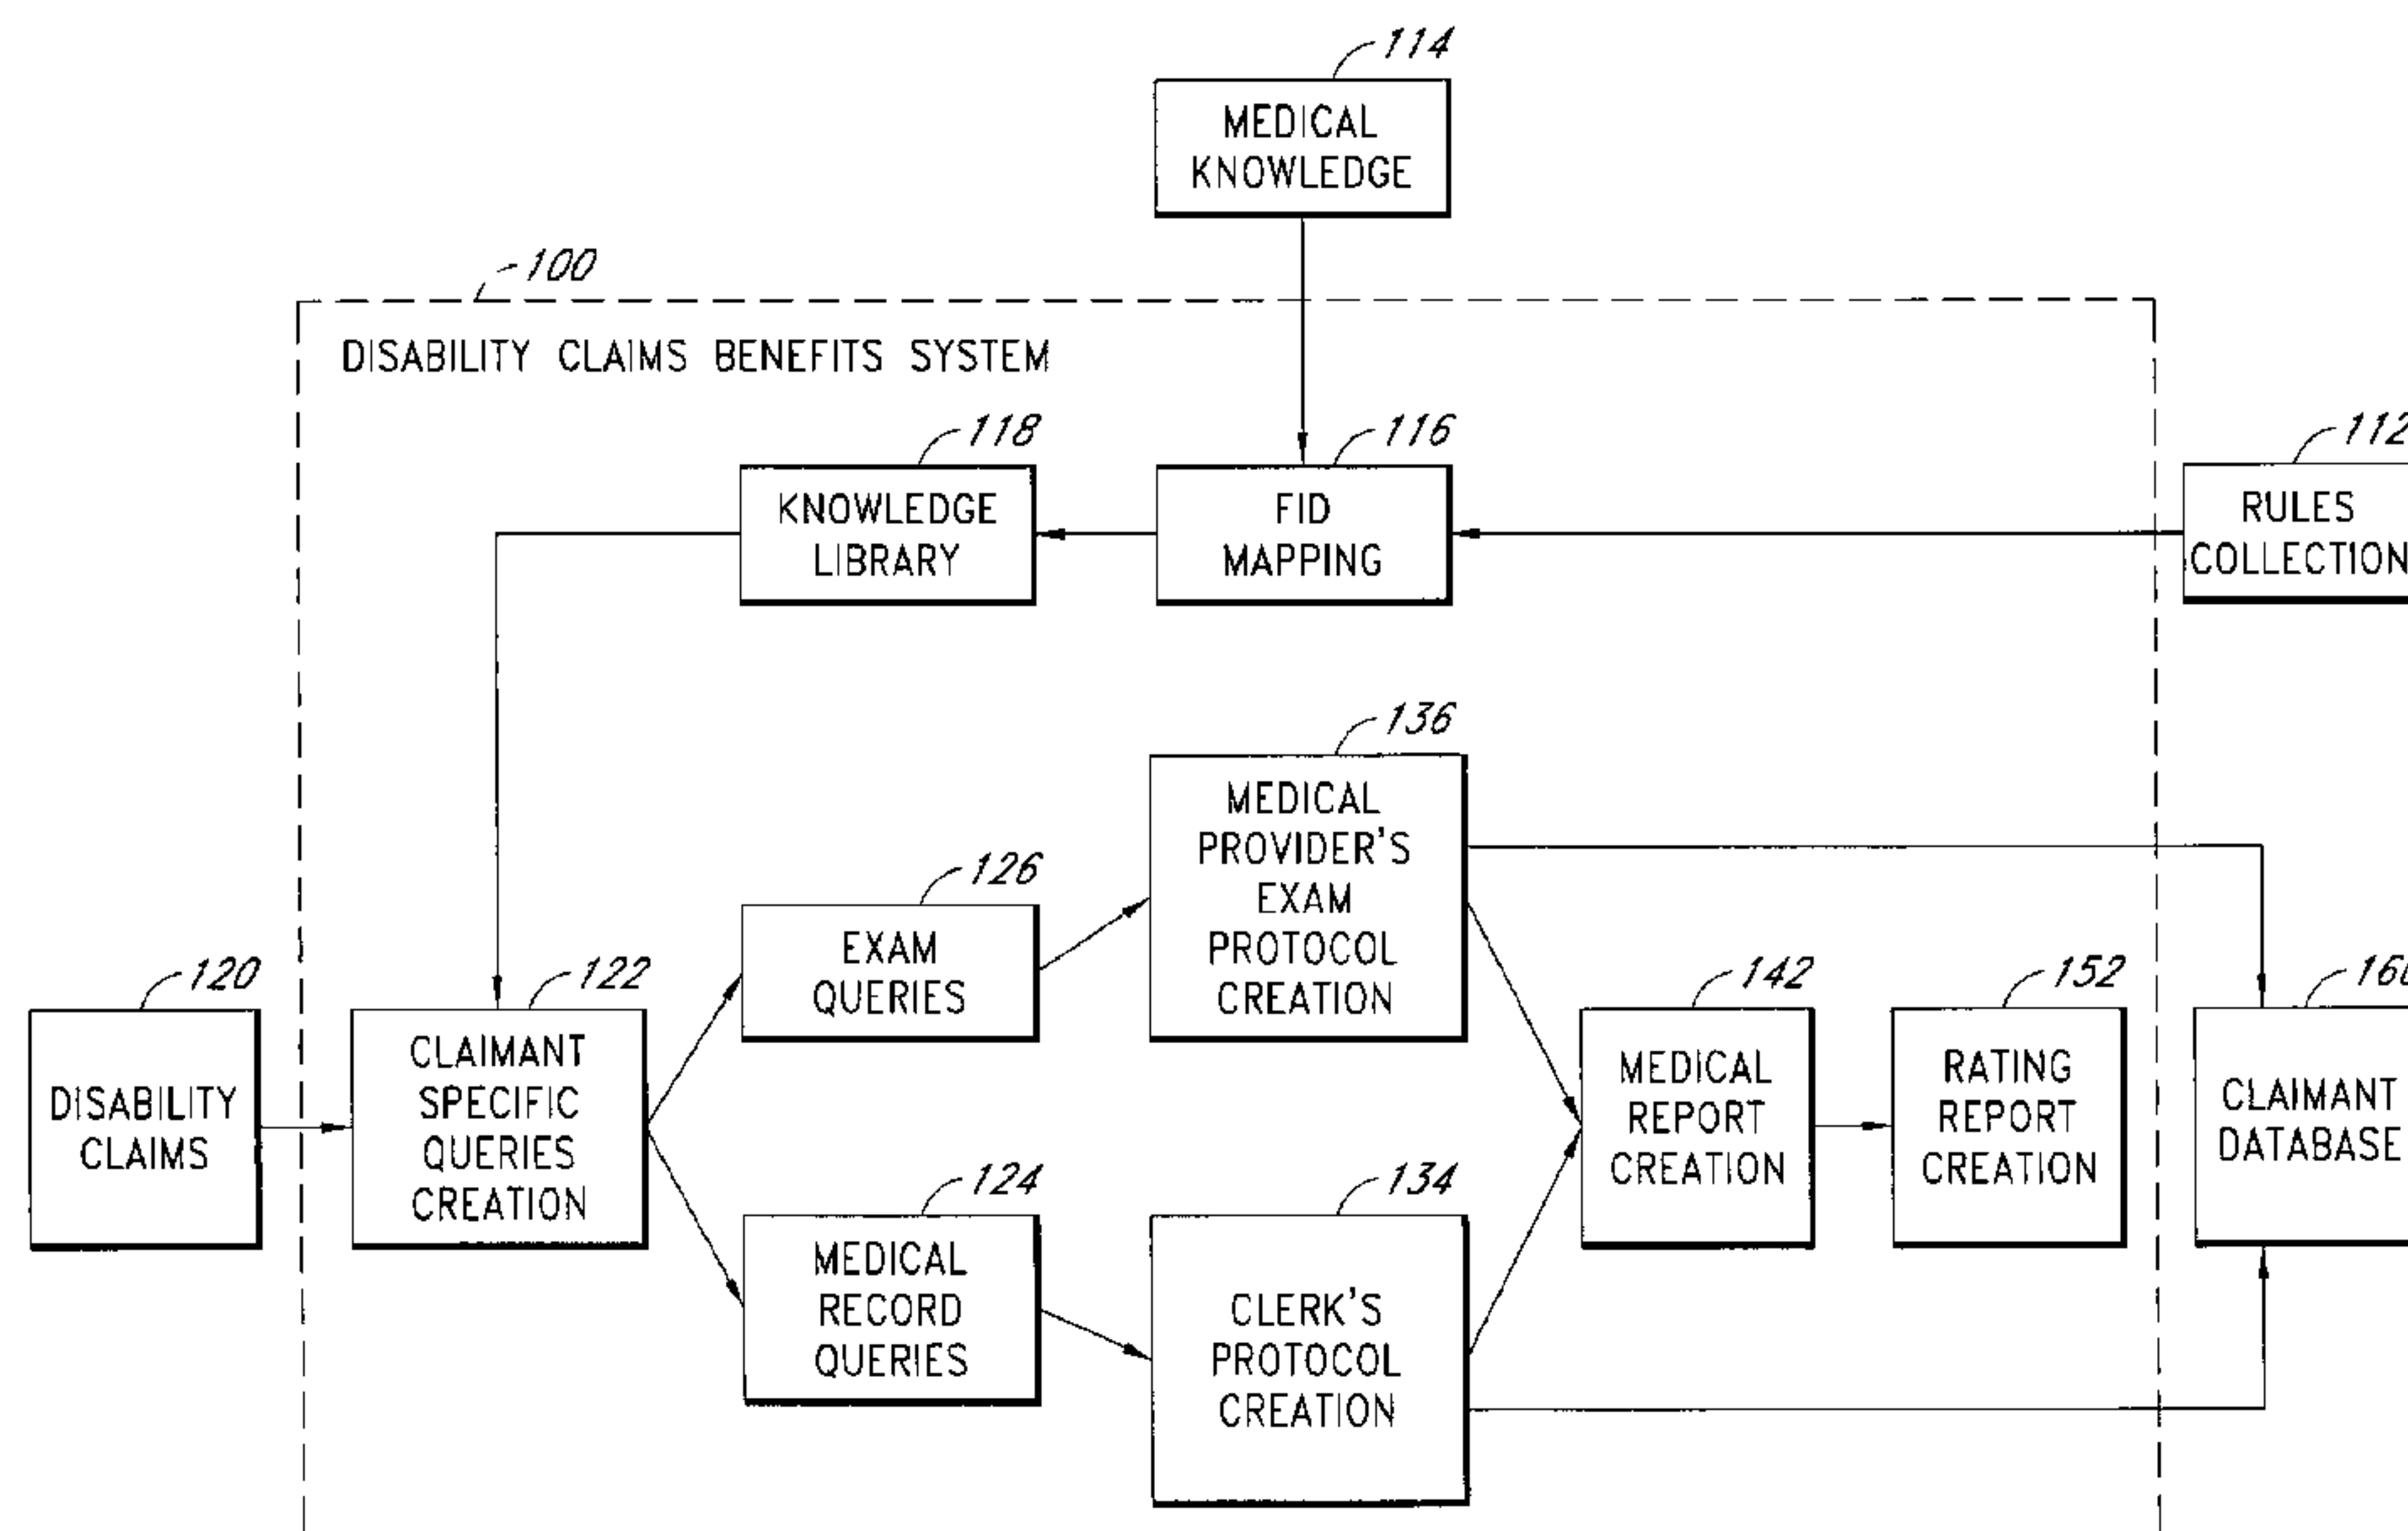 114
MEDICAL
KNOWLEDGE
100
DISABILITY CLAIMS BENEFITS SYSTEM
118
KNOWLEDGE
LIBRARY
116
FID
MAPPING
112
RULES
COLLECTION
136
MEDICAL
PROVIDER'S
EXAM
PROTOCOL
CREATION
126
EXAM
QUERIES
120
DISABILITY
CLAIMS
122
CLAIMANT
SPECIFIC
QUERIES
CREATION
124
MEDICAL
RECORD
QUERIES
134
CLERK'S
PROTOCOL
CREATION
142
MEDICAL
REPORT
CREATION
152
RATING
REPORT
CREATION
CLAIMANT
DATABASE